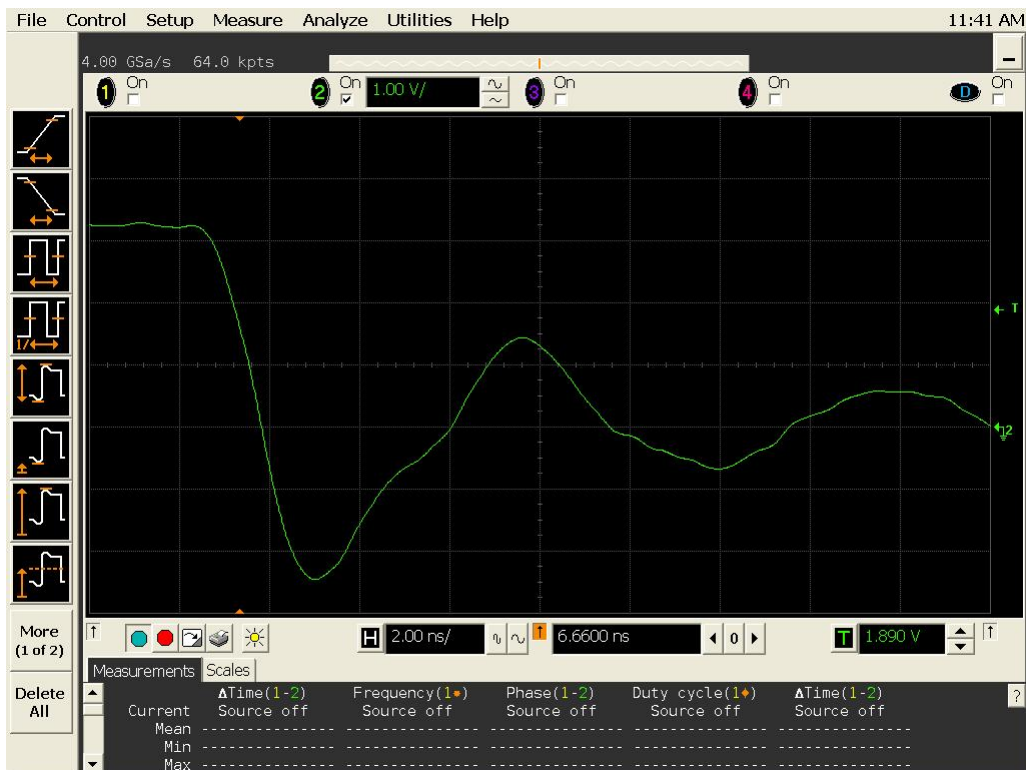 File Control Setup Measure Analyze Utilities Help 11:41 AM
4.00 GSa/s 64.0 kpts
1 On 2 On 1.00 V/ 3 On 4 On D On
T
2
1/
More
(1 of 2)
Delete
All
H 2.00 ns/ 6.6600 ns 0 T 1.890 V
Measurements Scales
ΔTime(1-2) Frequency(1) Phase(1-2) Duty cycle(1) ΔTime(1-2) ?
Current Source off Source off Source off Source off Source off
Mean -------------- -------------- -------------- -------------- --------------
Min -------------- -------------- -------------- -------------- --------------
Max -------------- -------------- -------------- -------------- --------------